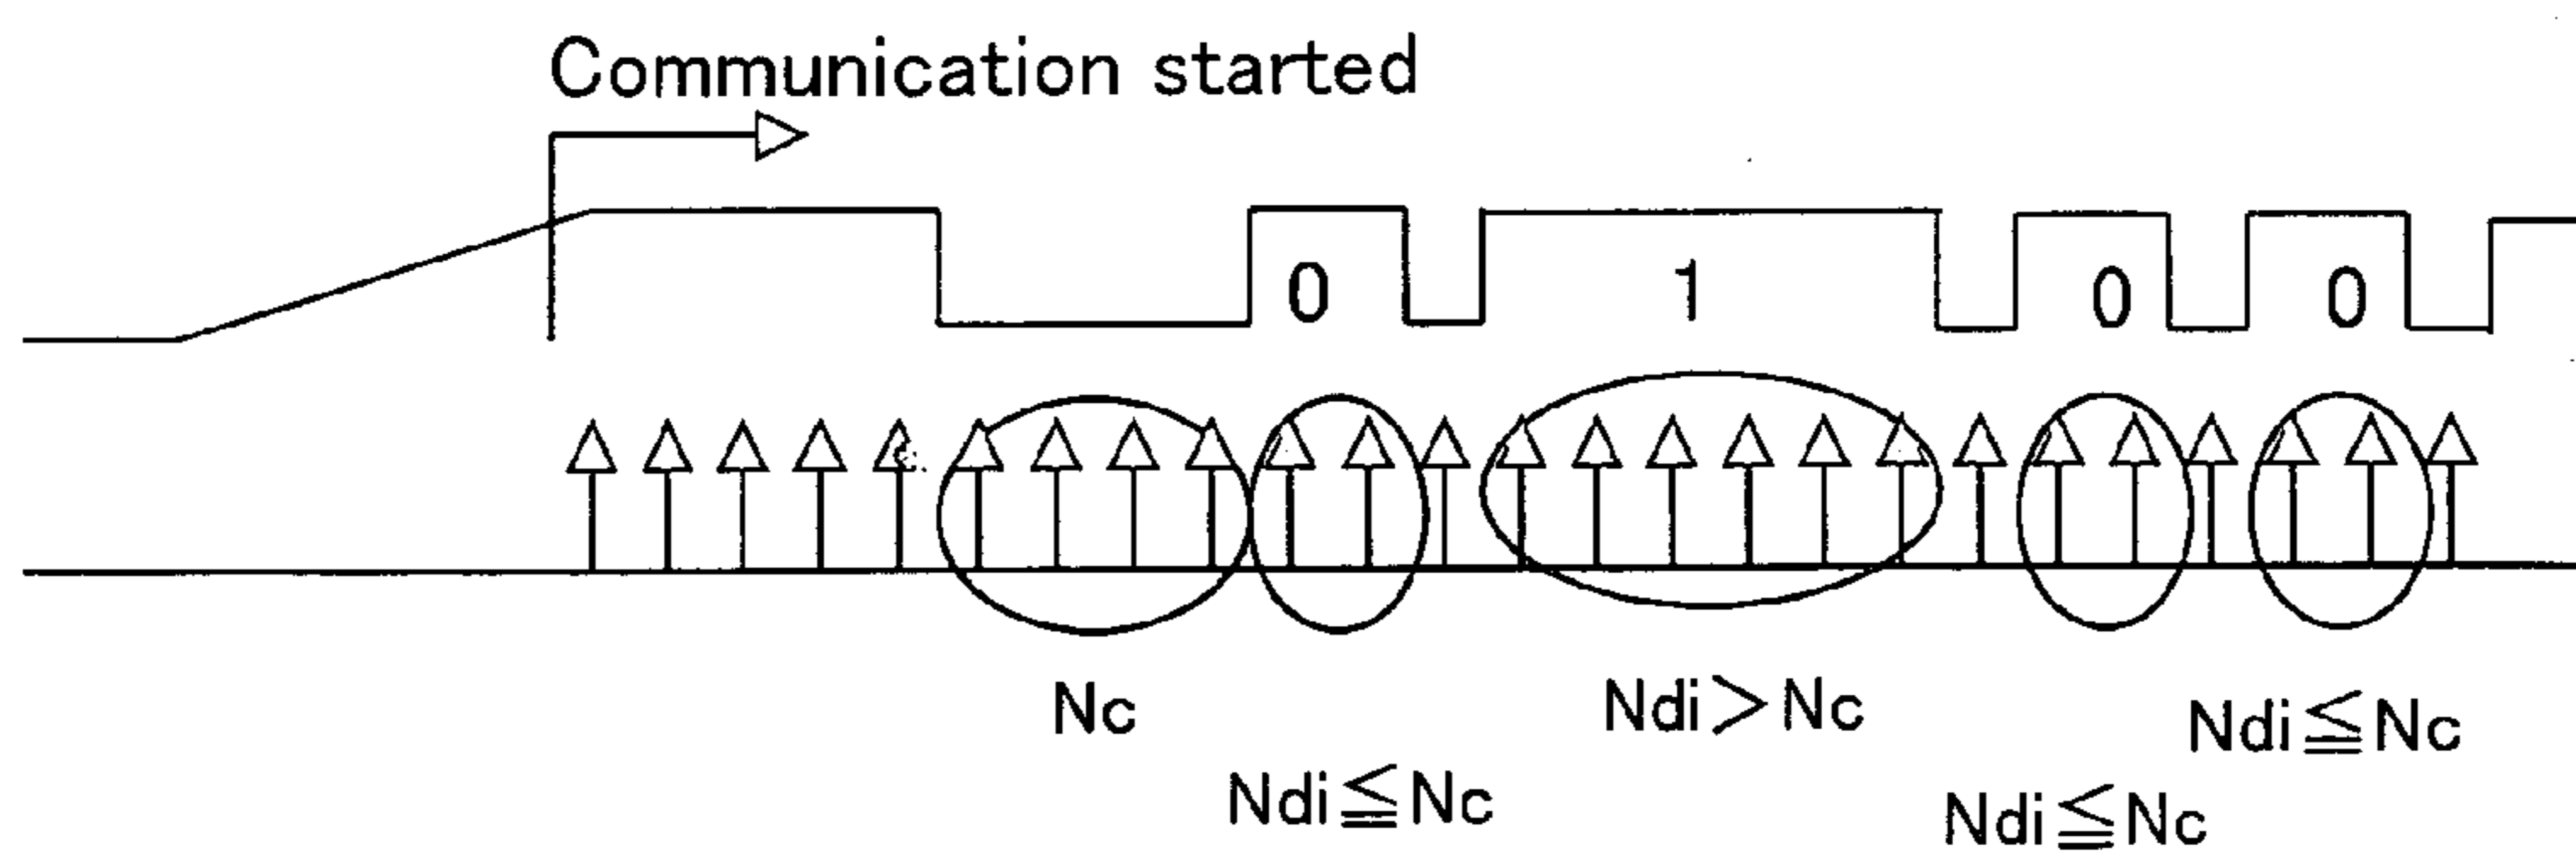 Communication started
0 1 0 0
Nc
Ndi>Nc
Ndi≦Nc
Ndi≦Nc
Ndi≦Nc